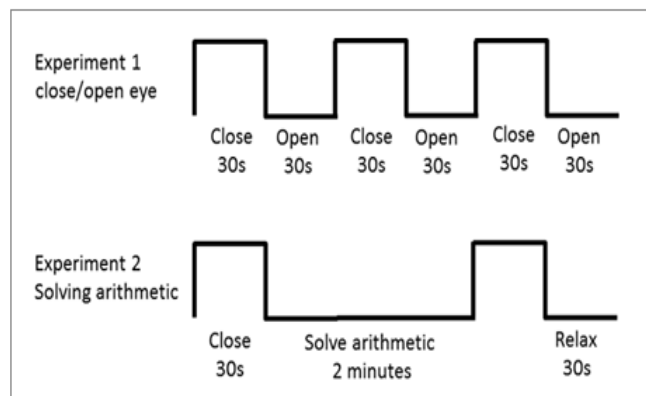 Experiment 1
close/open eye
Close Open Close Open Close Open
30s 30s 30s 30s 30s 30s
Experiment 2
Solving arithmetic
Close Solve arithmetic Relax
30s 2 minutes 30s